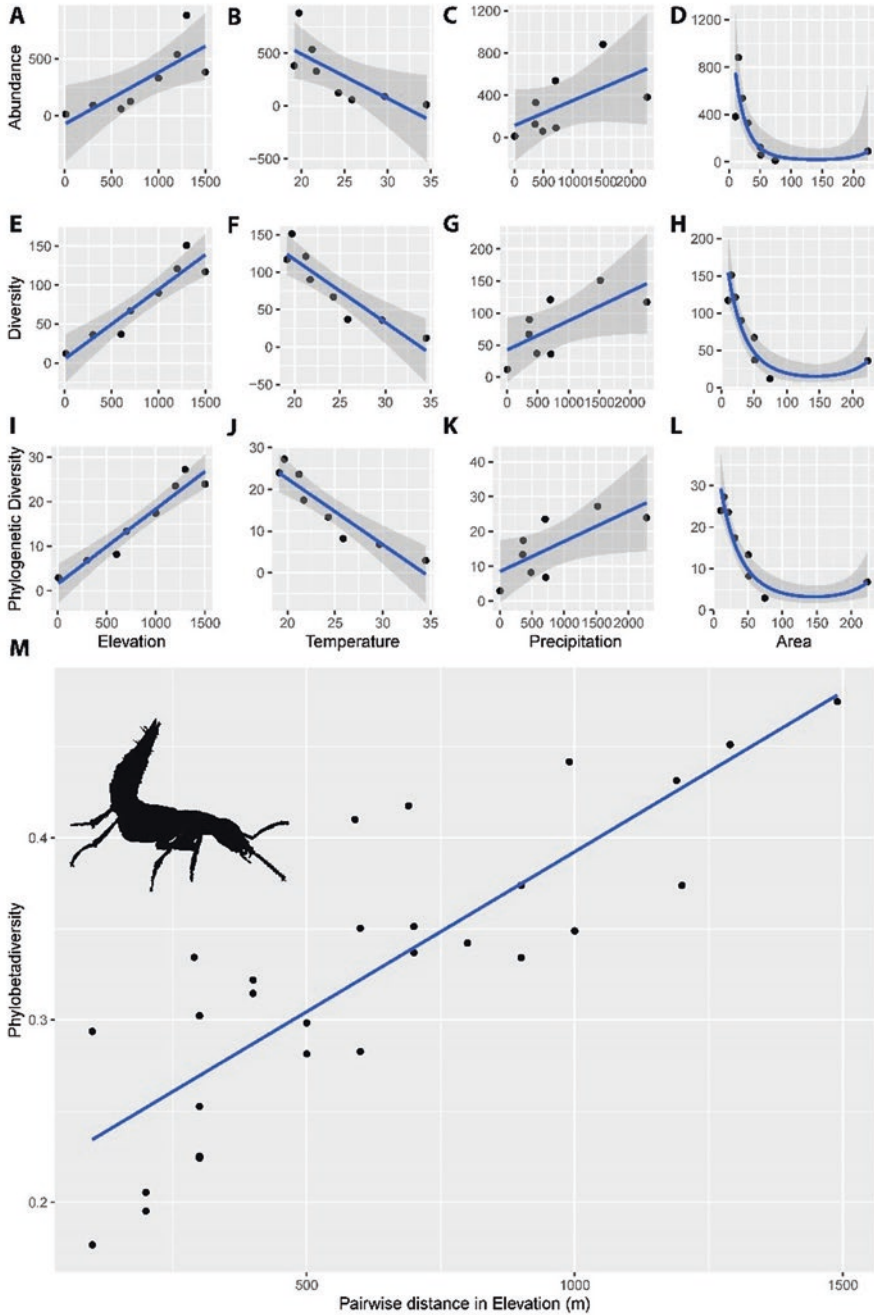 A B C D
Abundance
500
0
0 500 1000 1500
500
0
−500
20 25 30 35
1200
800
400
0
0 500 1000 1500 2000
1200
800
400
0
0 50 100 150 200
E F G H
Diversity
150
100
50
0
0 500 1000 1500
150
100
50
0
−50
20 25 30 35
200
150
100
50
0
0 500 1000 1500 2000
200
150
100
50
0
0 50 100 150 200
I J K L
Phylogenetic Diversity
30
20
10
0
0 500 1000 1500
Elevation
30
20
10
0
20 25 30 35
Temperature
40
30
20
10
0
0 500 1000 1500 2000
Precipitation
30
20
10
0
0 50 100 150 200
Area
M
Phylobetadiversity
0.4
0.3
0.2
500 1000 1500
Pairwise distance in Elevation (m)